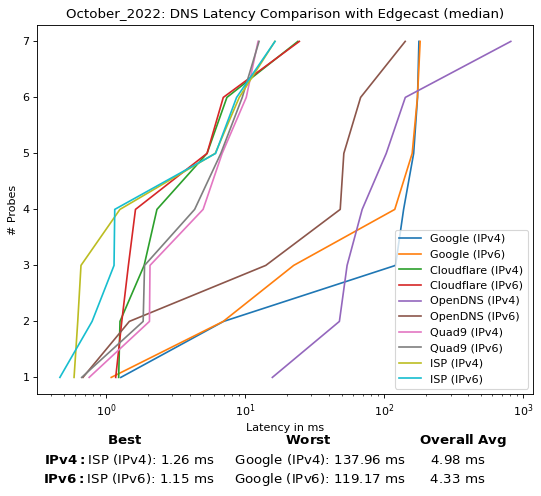 October_2022: DNS Latency Comparison with Edgecast (median)
7
6
5
4
3
2
1
# Probes
Google (IPv4)
Google (IPv6)
Cloudflare (IPv4)
Cloudflare (IPv6)
OpenDNS (IPv4)
OpenDNS (IPv6)
Quad9 (IPv4)
Quad9 (IPv6)
ISP (IPv4)
ISP (IPv6)
10⁰ 10¹ 10² 10³
Latency in ms
Best Worst Overall Avg
IPv4: ISP (IPv4): 1.26 ms Google (IPv4): 137.96 ms 4.98 ms
IPv6: ISP (IPv6): 1.15 ms Google (IPv6): 119.17 ms 4.33 ms